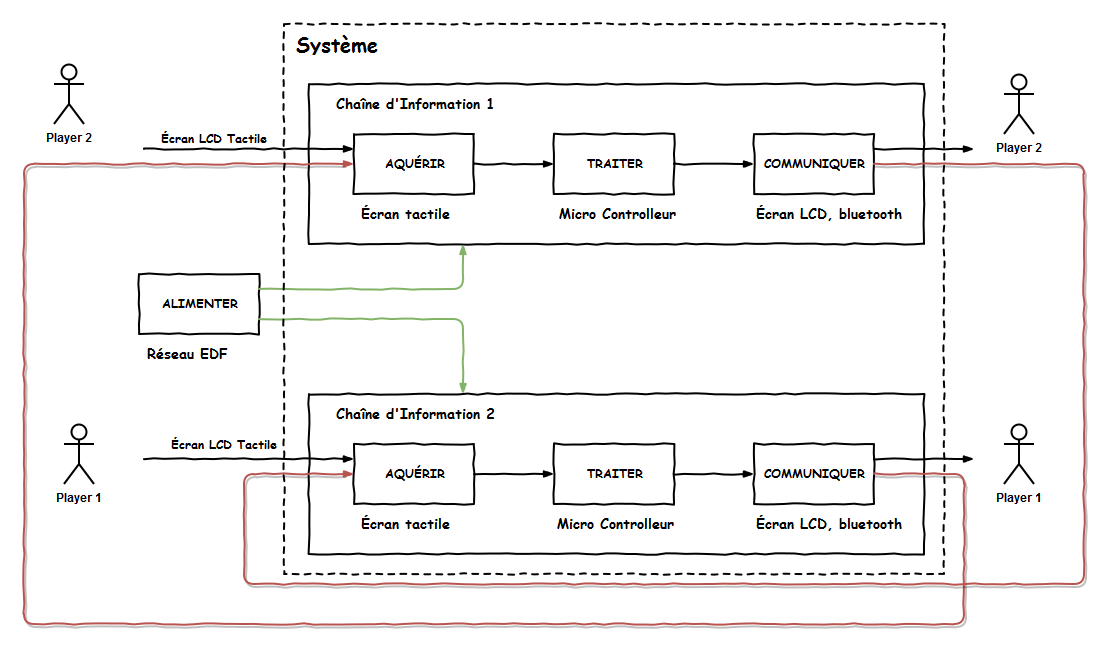 Système
Chaîne d'Information 1
Player 2
Écran LCD Tactile
AQUÉRIR
TRAITER
COMMUNIQUER
Player 2
Écran tactile
Micro Controlleur
Écran LCD, bluetooth
ALIMENTER
Réseau EDF
Chaîne d'Information 2
Écran LCD Tactile
AQUÉRIR
TRAITER
COMMUNIQUER
Player 1
Player 1
Écran tactile
Micro Controlleur
Écran LCD, bluetooth